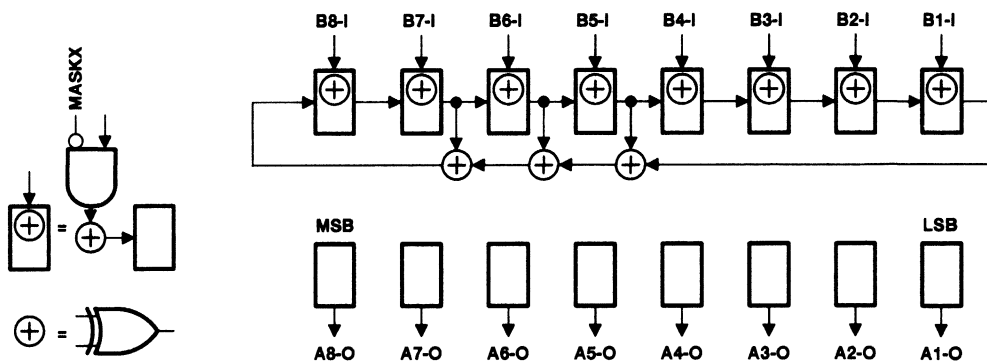 B8-I B7-I B6-I B5-I B4-I B3-I B2-I B1-I
MASKX
=
MSB LSB
=
A8-O A7-O A6-O A5-O A4-O A3-O A2-O A1-O